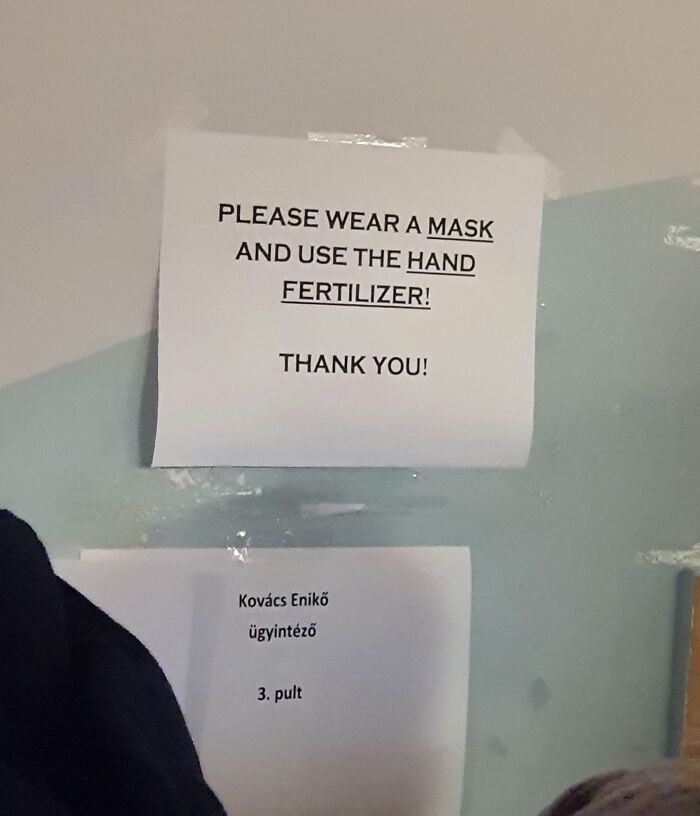 PLEASE WEAR A MASK
AND USE THE HAND
FERTILIZER!
THANK YOU!
Kovács Enikő
ügyintéző
3. pult